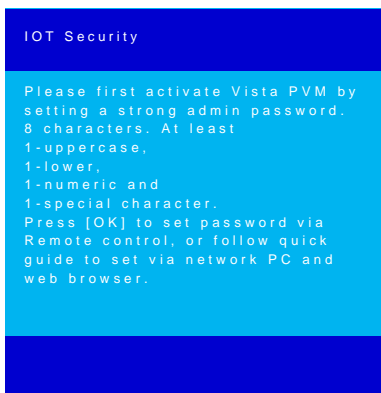 IOT Security
Please first activate Vista PVM by
setting a strong admin password.
8 characters. At least
1-uppercase,
1-lower,
1-numeric and
1-special character.
Press [OK] to set password via
Remote control, or follow quick
guide to set via network PC and
web browser.